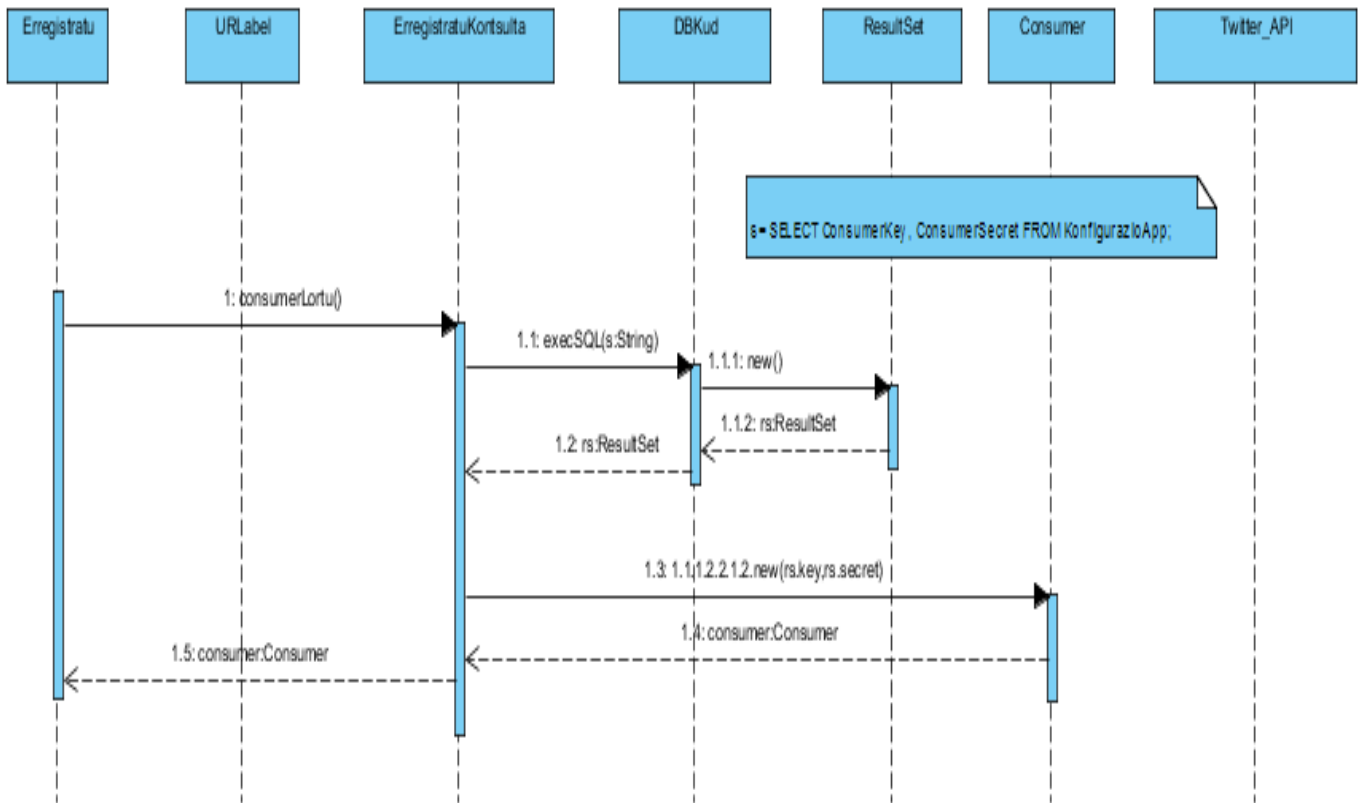 Erregistratu
URLabel
ErregistratuKontsulta
DBKud
ResultSet
Consumer
Twitter_API
s= SELECT ConsumerKey, ConsumerSecret FROM KonfigurazioApp;
1: consumerLortu()
1.1: execSQL(s:String)
1.1.1: new()
1.1.2: rs:ResultSet
1.2: rs:ResultSet
1.3: 1.1.1.2.2.1.2.new(rs.key,rs.secret)
1.4: consumer:Consumer
1.5: consumer:Consumer